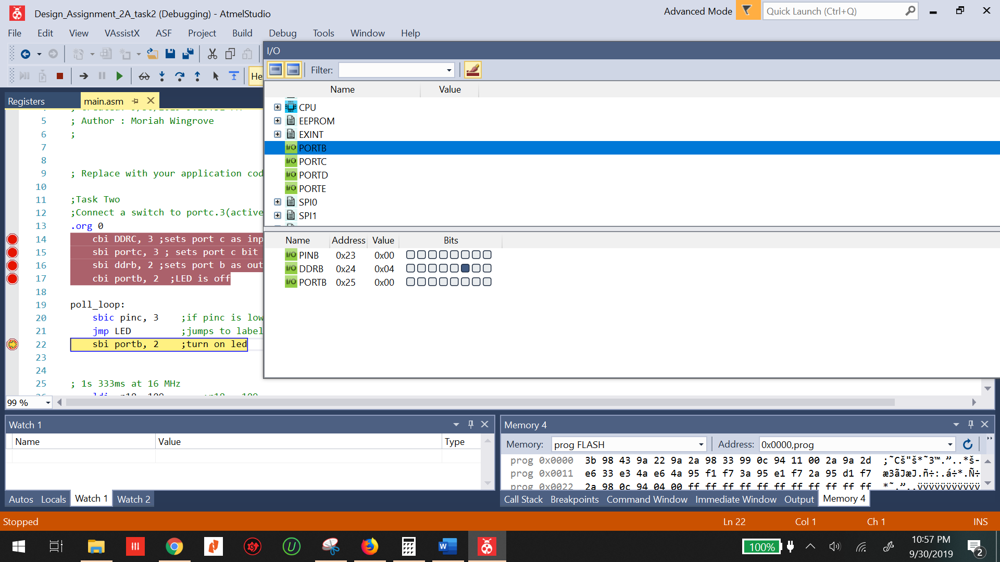 Design_Assignment_2A_task2 (Debugging) - AtmelStudio
Advanced Mode
Quick Launch (Ctrl+Q)
File Edit View VAssistX ASF Project Build Debug Tools Window Help
I/O
Filter:
He
Name Value
Registers
main.asm
CPU
EEPROM
EXINT
PORTB
PORTC
PORTD
PORTE
SPI0
SPI1
5 ; Author : Moriah Wingrove
6 ;
7
8
9 ; Replace with your application cod
10
11 ;Task Two
12 ;Connect a switch to portc.3(active
13 .org 0
14 cbi DDRC, 3 ;sets port c as inp
15 sbi portc, 3 ; sets port c bit
16 sbi ddrb, 2 ;sets port b as out
17 cbi portb, 2 ;LED is off
18
19 poll_loop:
20 sbic pinc, 3 ;if pinc is low
21 jmp LED ;jumps to label
22 sbi portb, 2 ;turn on led
23
24
25 ; 1s 333ms at 16 MHz
Name Address Value Bits
I/O PINB 0x23 0x00
I/O DDRB 0x24 0x04
I/O PORTB 0x25 0x00
99 %
Watch 1
Name Value Type
Autos Locals Watch 1 Watch 2
Memory 4
Memory: prog FLASH Address: 0x0000,prog
prog 0x0000 3b 98 43 9a 22 9a 2a 98 33 99 0c 94 11 00 2a 9a 2d ;˜Cš"š*˜3™.”..*š-
prog 0x0011 e6 33 e3 4a e6 4a 95 f1 f7 3a 95 e1 f7 2a 95 d1 f7 æ3ãJæJ.ñ÷:.á÷*.Ñ÷
prog 0x0022 2a 98 0c 94 04 00 ff ff ff ff ff ff ff ff ff ff ff *˜.”..ÿÿÿÿÿÿÿÿÿÿÿ
Call Stack Breakpoints Command Window Immediate Window Output Memory 4
Stopped
Ln 22 Col 1 Ch 1 INS
100%
10:57 PM
9/30/2019
2